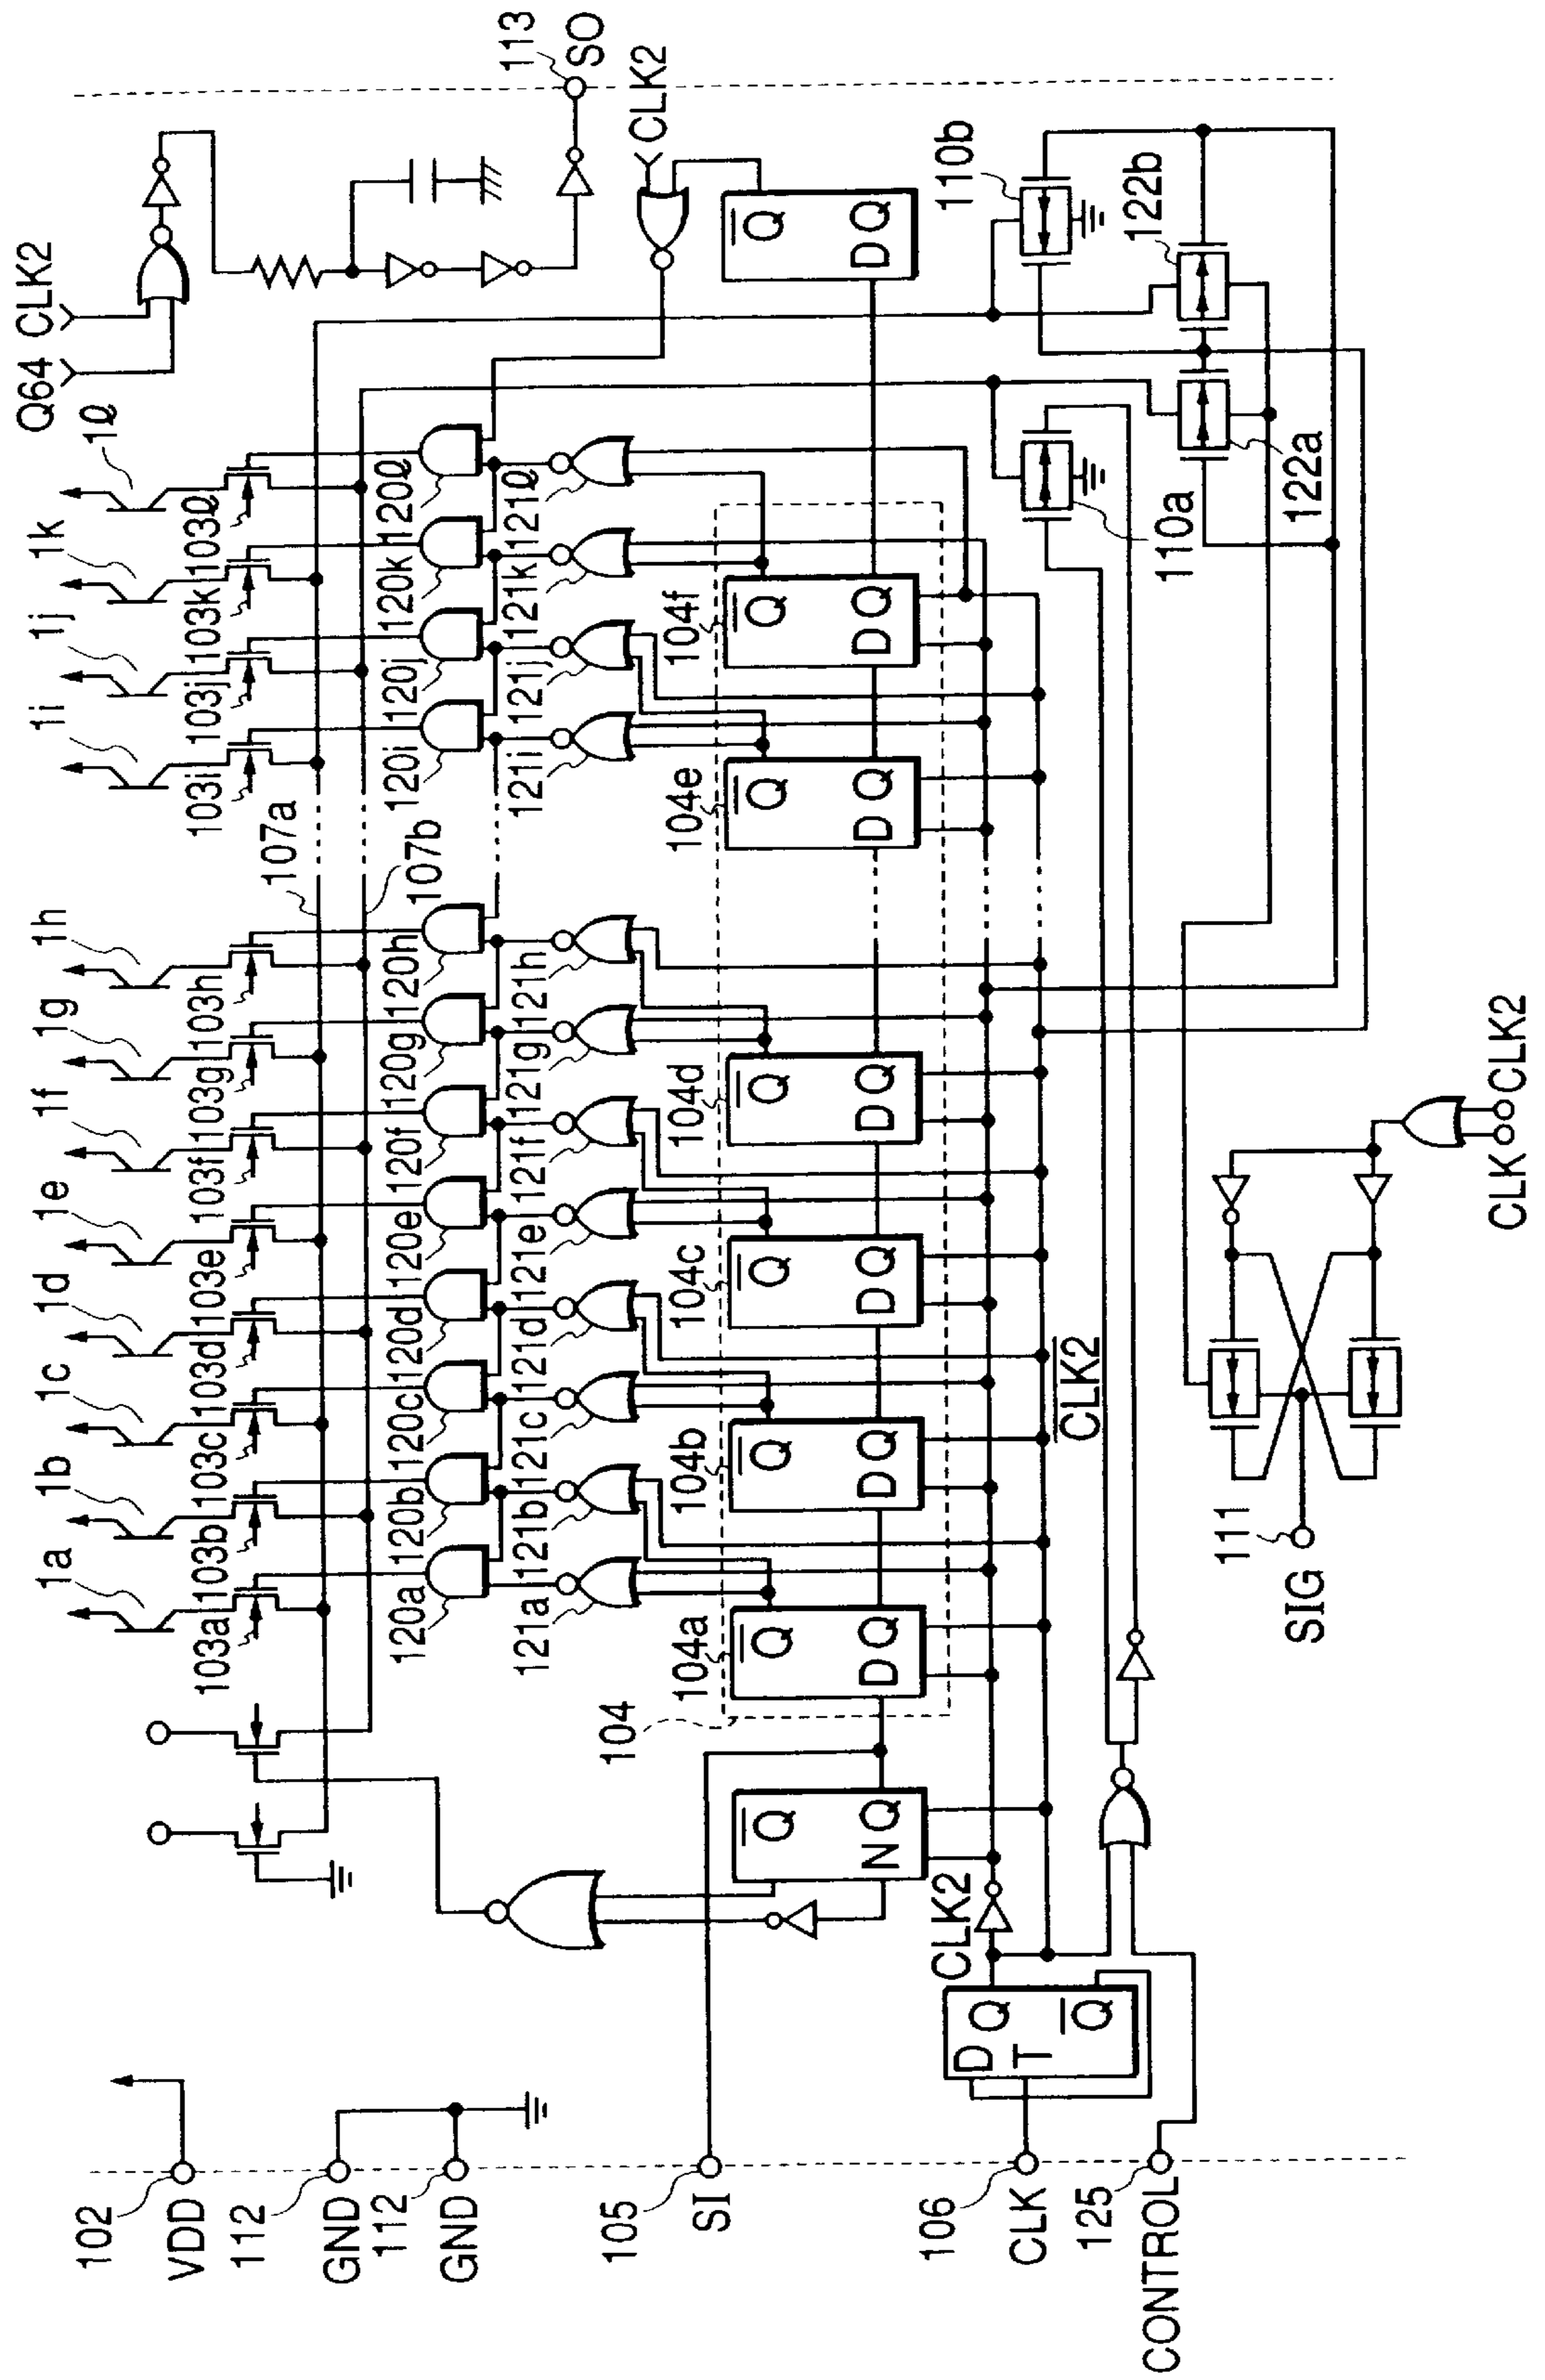 Q64
CLK2
113
SO
CLK2
1a
1b
1c
1d
1e
1f
1g
1h
1i
1j
1k
1ℓ
103a
103b
103c
103d
103e
103f
103g
103h
103i
103j
103k
103ℓ
107a
107b
120a
120b
120c
120d
120e
120f
120g
120h
120i
120j
120k
120ℓ
121a
121b
121c
121d
121e
121f
121g
121h
121i
121j
121k
121ℓ
104
104a
104b
104c
104d
104e
104f
Q̅
N Q
Q̅
D Q
Q̅
D Q
Q̅
D Q
Q̅
D Q
Q̅
D Q
Q̅
D Q
Q̅
D Q
110a
110b
122a
122b
102
VDD
112
GND
112
GND
105
SI
106
CLK
125
CONTROL
D Q
T
Q̅
CLK2
C̅L̅K̅2̅
111
SIG
CLK
CLK2